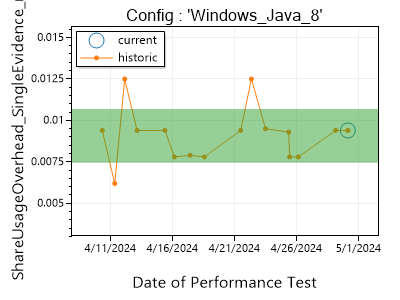 Config : 'Windows_Java_8'
current
historic
0.015
0.0125
0.01
0.0075
0.005
4/11/2024 4/16/2024 4/21/2024 4/26/2024 5/1/2024
Date of Performance Test
ShareUsageOverhead_SingleEvidence_